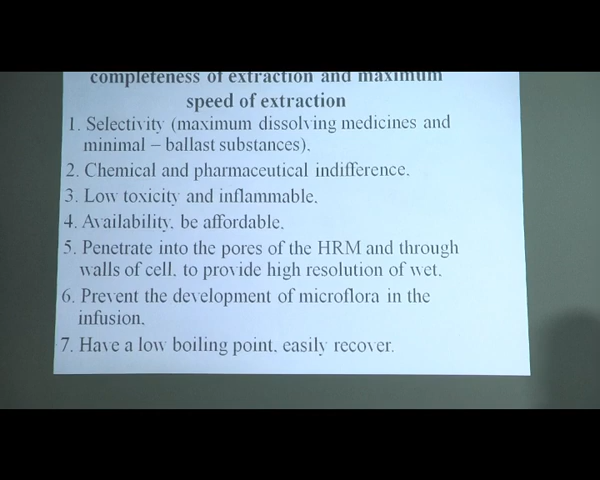 completeness of extraction and maximum
speed of extraction
1. Selectivity (maximum dissolving medicines and
minimal – ballast substances).
2. Chemical and pharmaceutical indifference.
3. Low toxicity and inflammable.
4. Availability, be affordable.
5. Penetrate into the pores of the HRM and through
walls of cell, to provide high resolution of wet.
6. Prevent the development of microflora in the
infusion.
7. Have a low boiling point, easily recover.